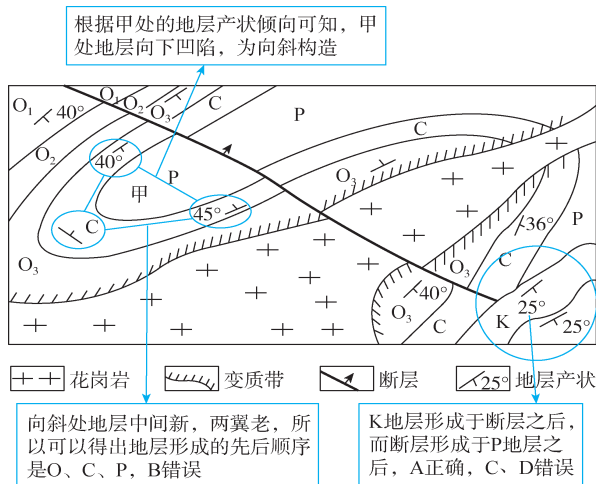 根据甲处的地层产状倾向可知，甲
处地层向下凹陷，为向斜构造
O₁ 40° O₁ O₂ O₃ C P
O₂ 40° P C O₃
甲 45° 36° P
C
O₃ O₃ C
40° 25°
O₃ C K 25°
花岗岩 变质带 断层 25° 地层产状
向斜处地层中间新，两翼老，所
以可以得出地层形成的先后顺序
是O、C、P，B错误
K地层形成于断层之后，
而断层形成于P地层之
后，A正确，C、D错误